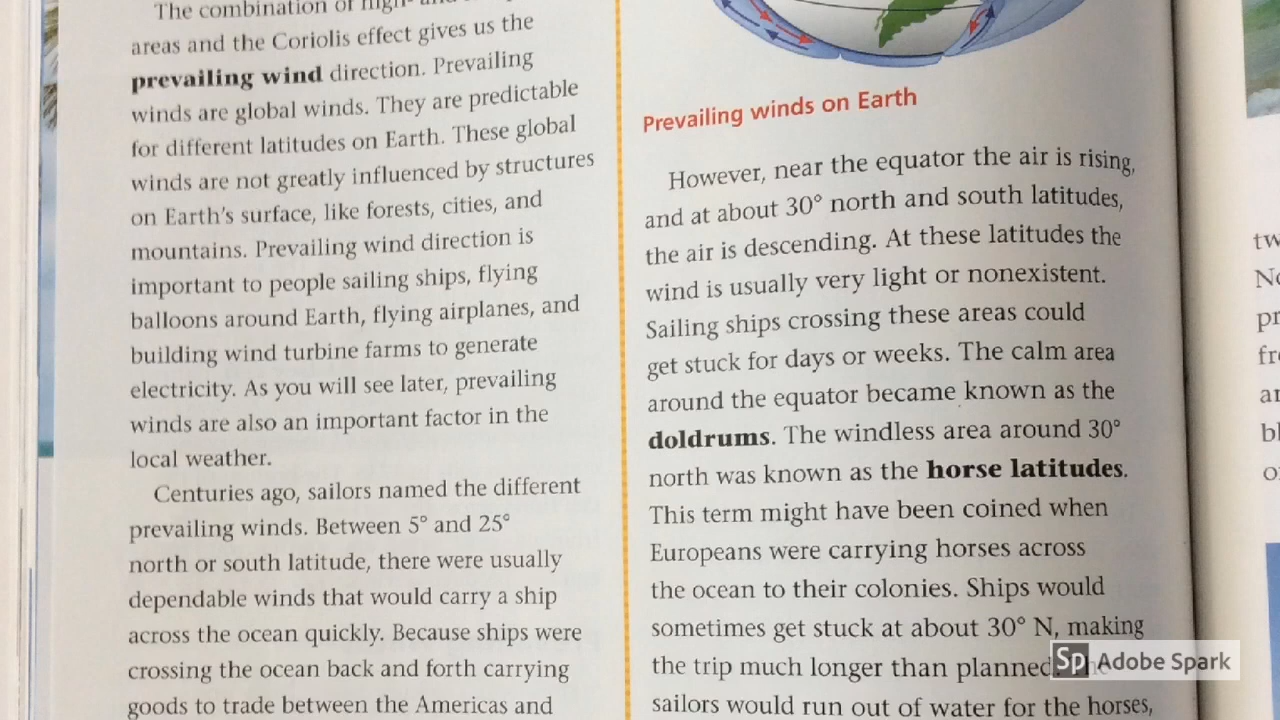 The combination of high- and
areas and the Coriolis effect gives us the
prevailing wind direction. Prevailing
winds are global winds. They are predictable
for different latitudes on Earth. These global
winds are not greatly influenced by structures
on Earth's surface, like forests, cities, and
mountains. Prevailing wind direction is
important to people sailing ships, flying
balloons around Earth, flying airplanes, and
building wind turbine farms to generate
electricity. As you will see later, prevailing
winds are also an important factor in the
local weather.
Centuries ago, sailors named the different
prevailing winds. Between 5° and 25°
north or south latitude, there were usually
dependable winds that would carry a ship
across the ocean quickly. Because ships were
crossing the ocean back and forth carrying
goods to trade between the Americas and
Prevailing winds on Earth
However, near the equator the air is rising,
and at about 30° north and south latitudes,
the air is descending. At these latitudes the
wind is usually very light or nonexistent.
Sailing ships crossing these areas could
get stuck for days or weeks. The calm area
around the equator became known as the
doldrums. The windless area around 30°
north was known as the horse latitudes.
This term might have been coined when
Europeans were carrying horses across
the ocean to their colonies. Ships would
sometimes get stuck at about 30° N, making
the trip much longer than planned.
sailors would run out of water for the horses,
Sp Adobe Spark